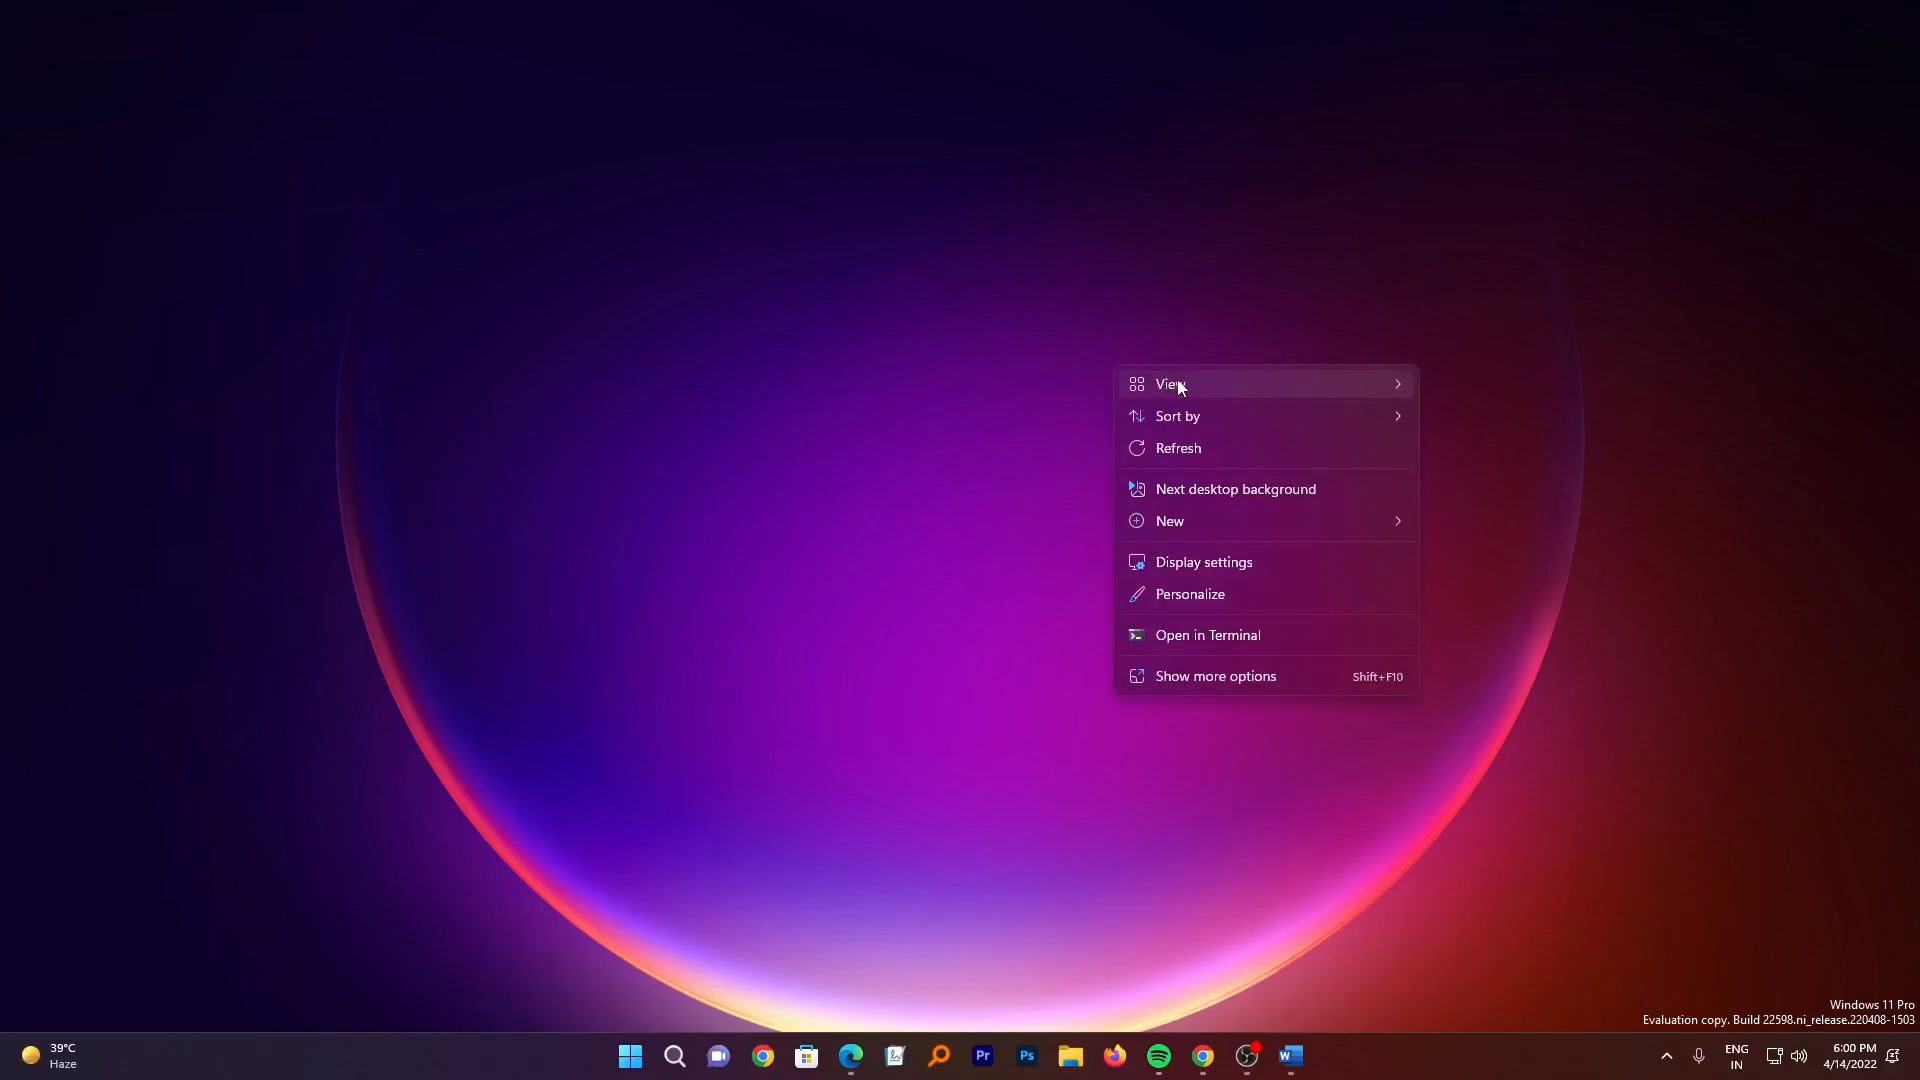 View
Sort by
Refresh
Next desktop background
New
Display settings
Personalize
Open in Terminal
Show more options Shift+F10
Windows 11 Pro
Evaluation copy. Build 22598.ni_release.220408-1503
39°C
Haze
Pr
Ps
W
ENG
IN
6:00 PM
4/14/2022